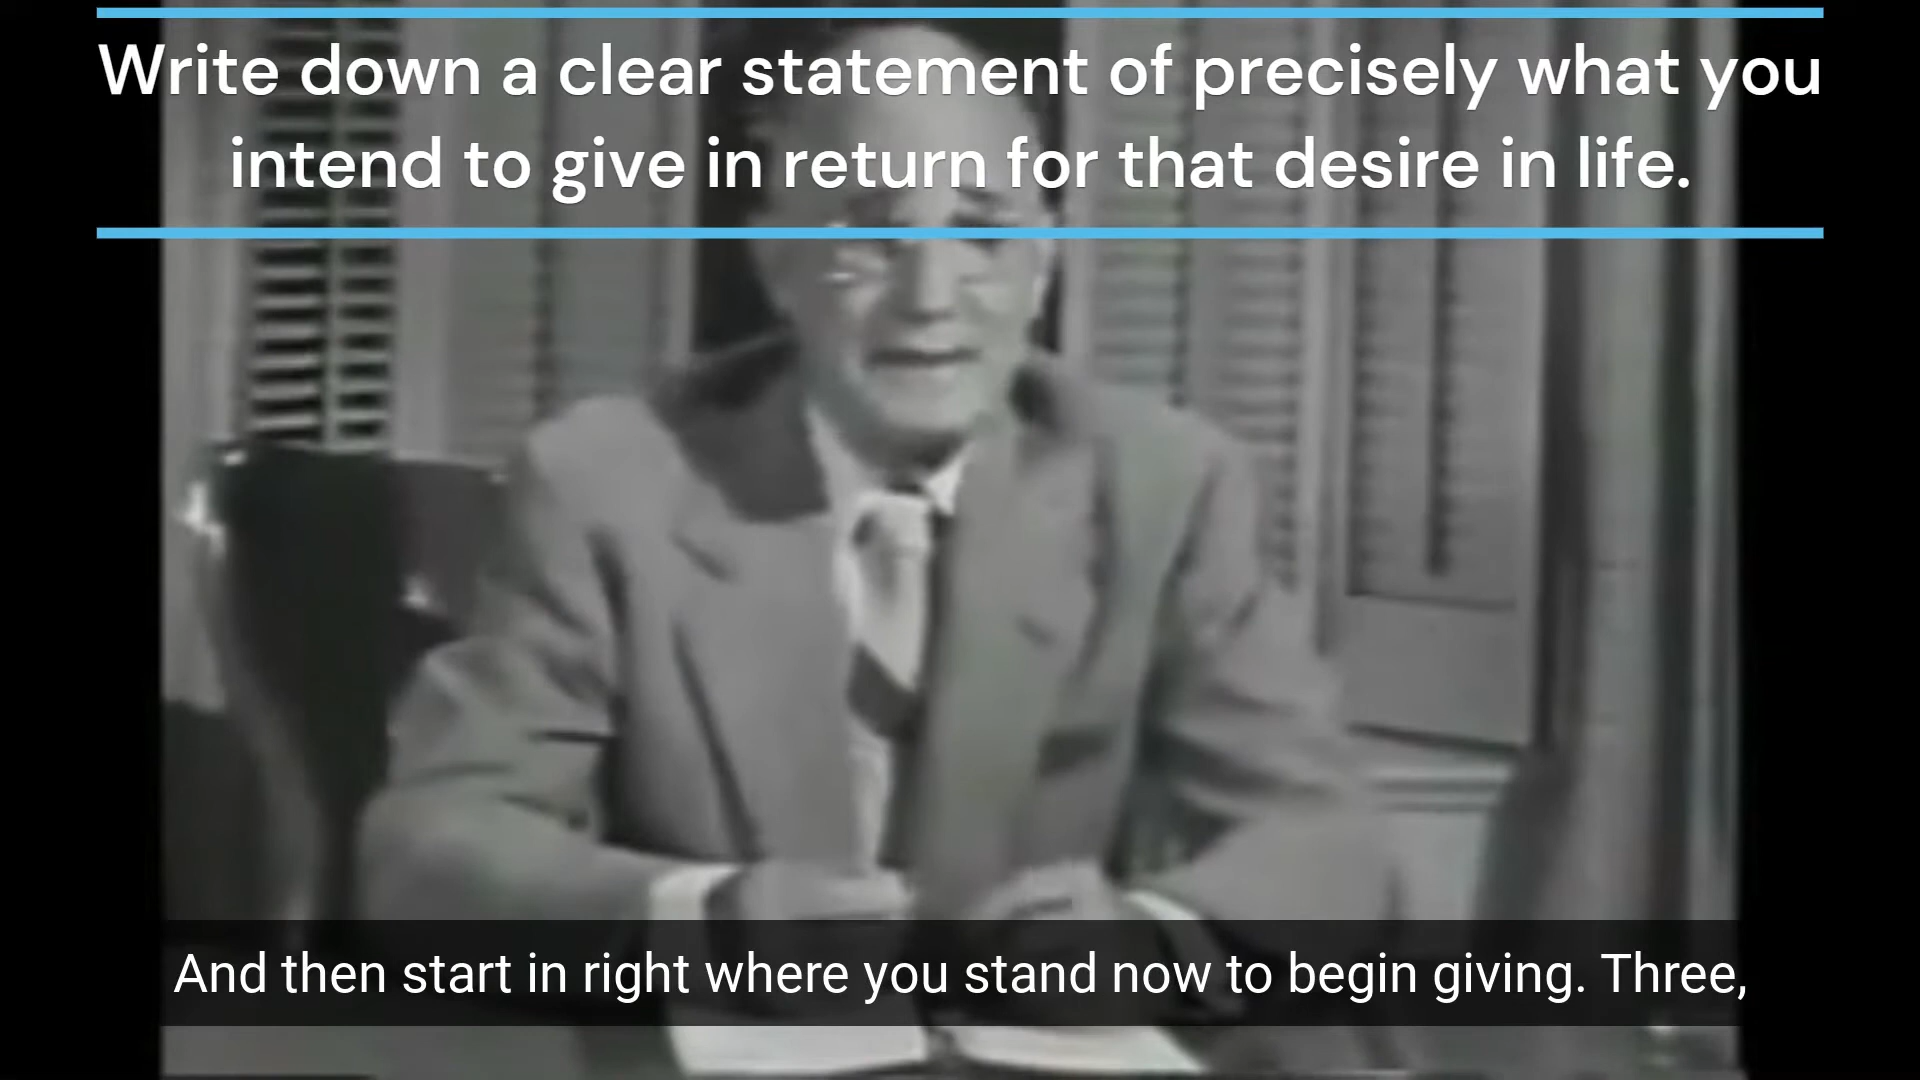 Write down a clear statement of precisely what you
intend to give in return for that desire in life.
And then start in right where you stand now to begin giving. Three,